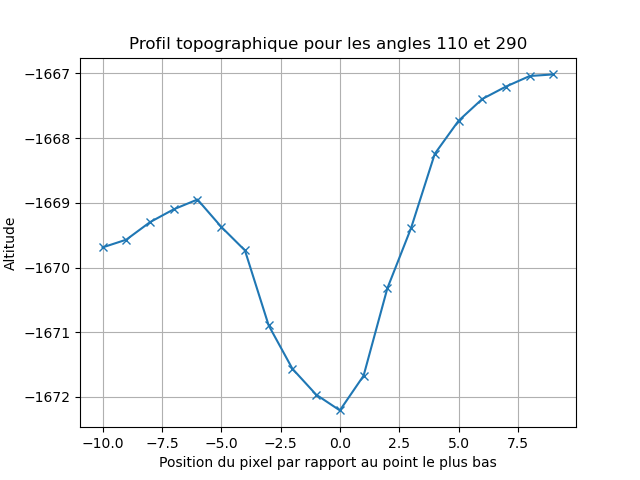 Profil topographique pour les angles 110 et 290
−1667
−1668
−1669
−1670
−1671
−1672
Altitude
−10.0 −7.5 −5.0 −2.5 0.0 2.5 5.0 7.5
Position du pixel par rapport au point le plus bas